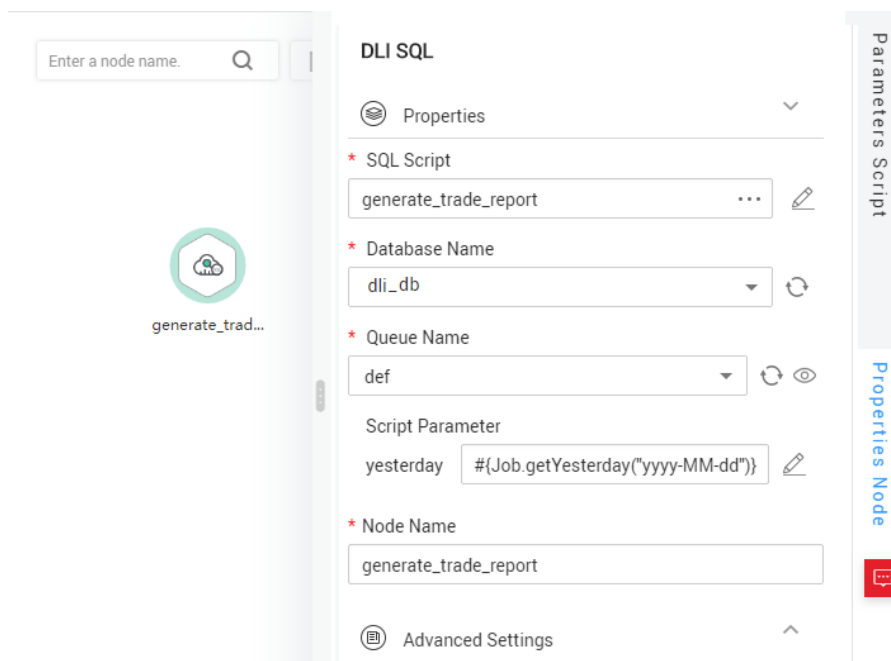 Enter a node name.
generate_trad...
DLI SQL
Properties
* SQL Script
generate_trade_report ...
* Database Name
dli_db
* Queue Name
def
Script Parameter
yesterday #{Job.getYesterday("yyyy-MM-dd")}
* Node Name
generate_trade_report
Advanced Settings
Parameters Script
Properties Node